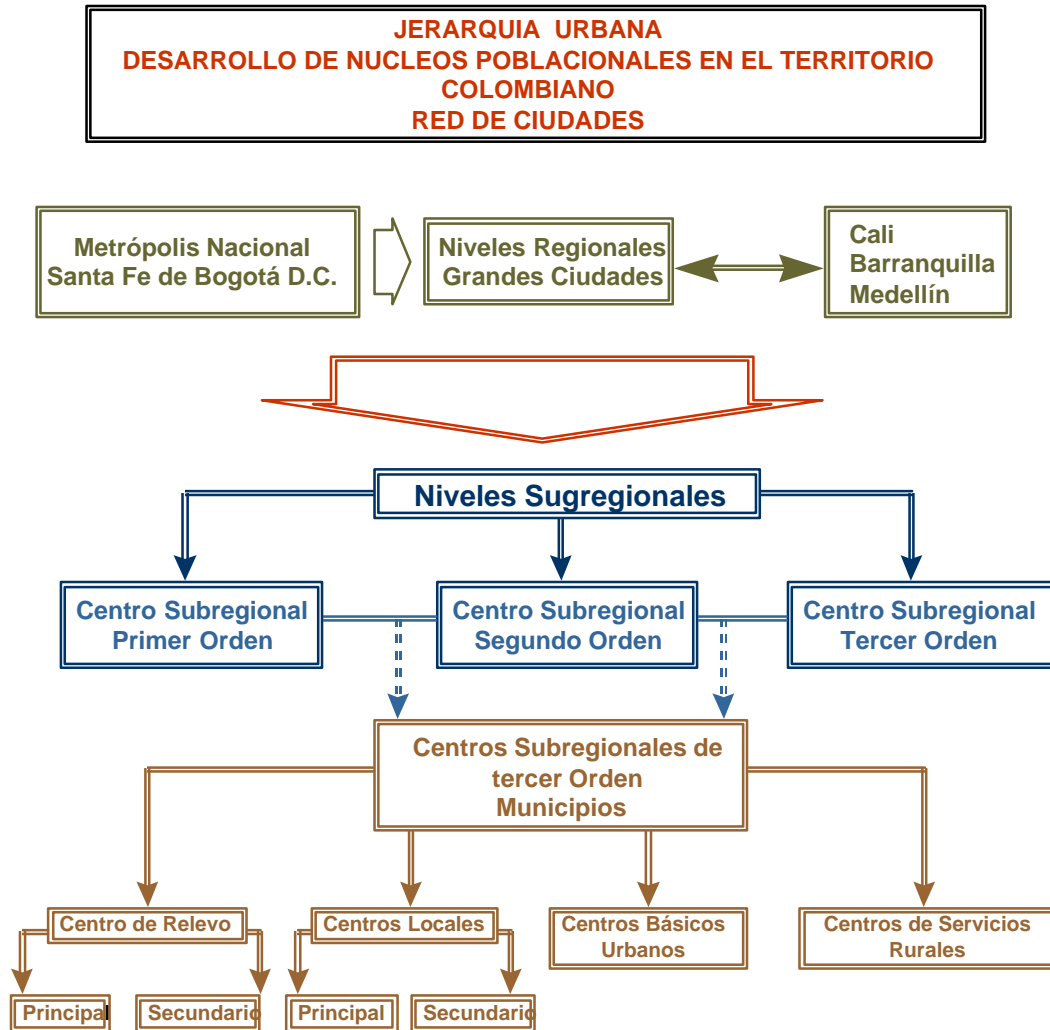 JERARQUIA URBANA
DESARROLLO DE NUCLEOS POBLACIONALES EN EL TERRITORIO
COLOMBIANO
RED DE CIUDADES
Metrópolis Nacional
Santa Fe de Bogotá D.C.
Niveles Regionales
Grandes Ciudades
Cali
Barranquilla
Medellín
Niveles Sugregionales
Centro Subregional
Primer Orden
Centro Subregional
Segundo Orden
Centro Subregional
Tercer Orden
Centros Subregionales de
tercer Orden
Municipios
Centro de Relevo
Centros Locales
Centros Básicos
Urbanos
Centros de Servicios
Rurales
Principal
Secundario
Principal
Secundario